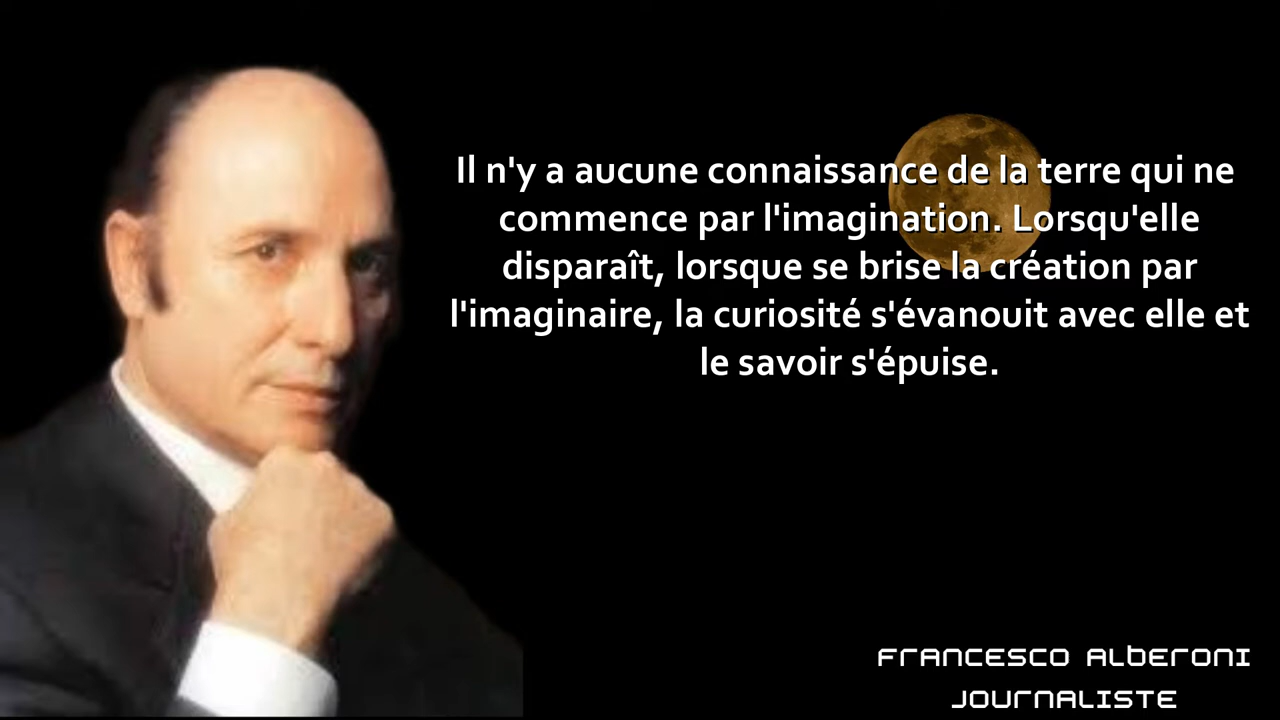 Il n'y a aucune connaissance de la terre qui ne
commence par l'imagination. Lorsqu'elle
disparaît, lorsque se brise la création par
l'imaginaire, la curiosité s'évanouit avec elle et
le savoir s'épuise.
Francesco Alberoni
Journaliste